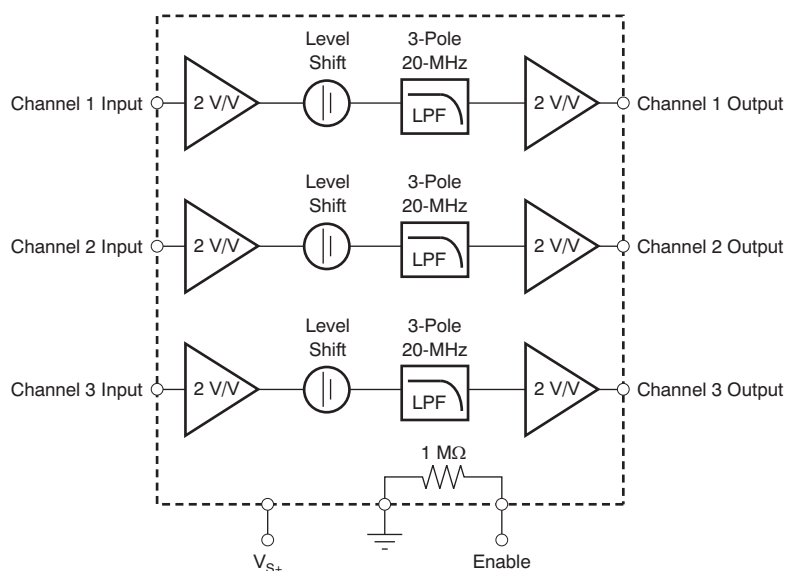 Level
Shift
3-Pole
20-MHz
Channel 1 Input
2 V/V
LPF
2 V/V
Channel 1 Output
Level
Shift
3-Pole
20-MHz
Channel 2 Input
2 V/V
LPF
2 V/V
Channel 2 Output
Level
Shift
3-Pole
20-MHz
Channel 3 Input
2 V/V
LPF
2 V/V
Channel 3 Output
1 MΩ
VS+
Enable